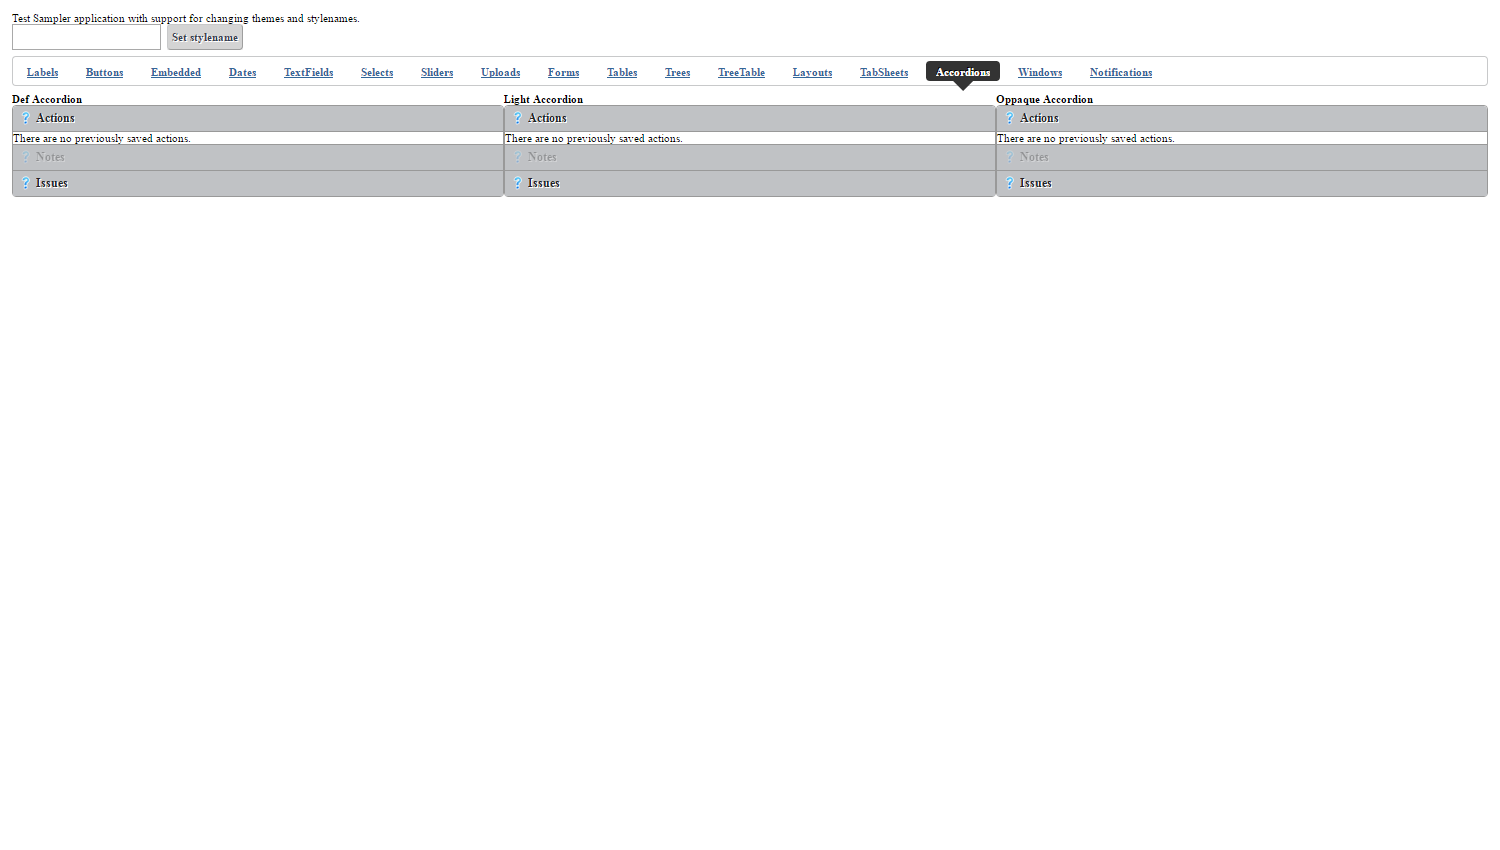 Test Sampler application with support for changing themes and stylenames.
Set stylename
Labels Buttons Embedded Dates TextFields Selects Sliders Uploads Forms Tables Trees TreeTable Layouts TabSheets Accordions Windows Notifications
Def Accordion Light Accordion Oppaque Accordion
Actions Actions Actions
There are no previously saved actions. There are no previously saved actions. There are no previously saved actions.
Notes Notes Notes
Issues Issues Issues